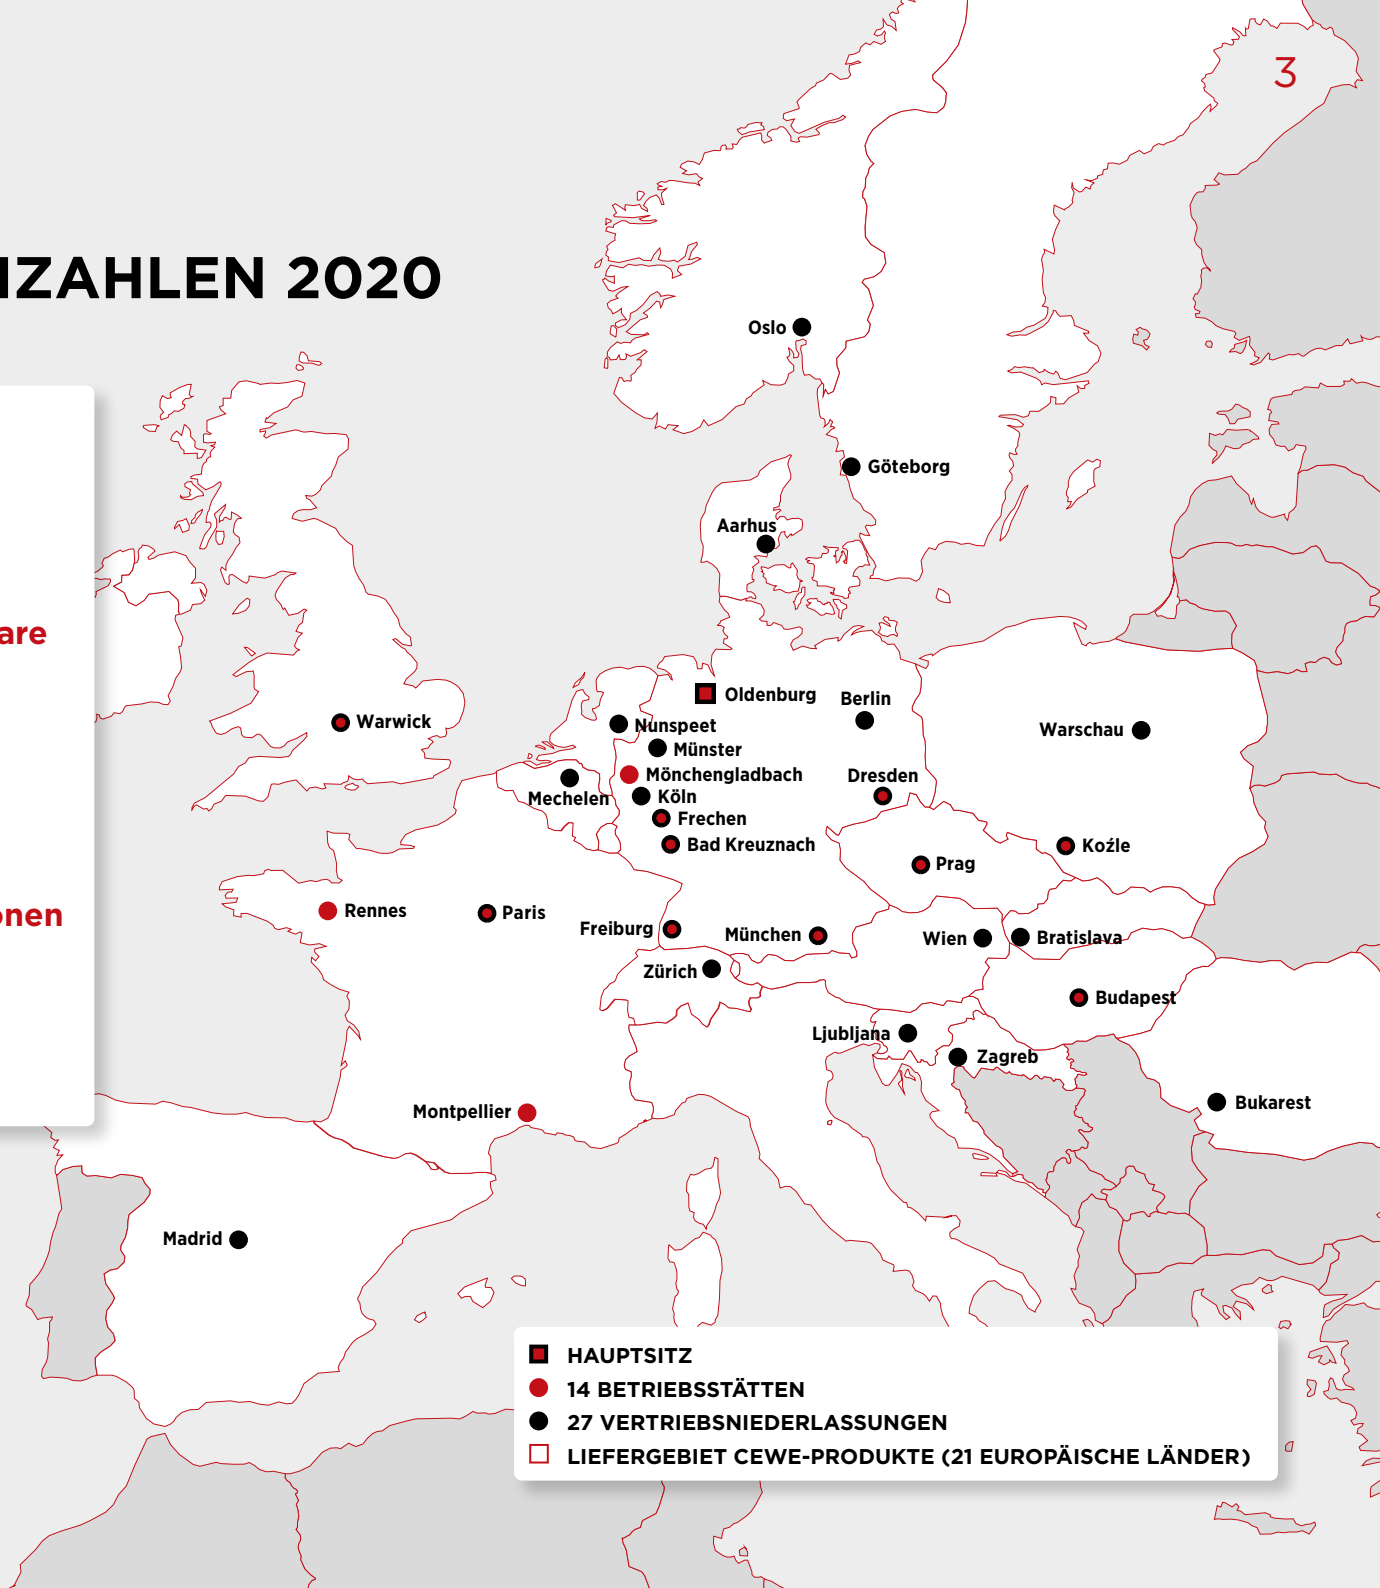 3
NZAHLEN 2020
Oslo
Göteborg
Aarhus
are
Oldenburg
Berlin
Warwick
Nunspeet
Warschau
Münster
Mönchengladbach
Dresden
Mechelen
Köln
Frechen
Bad Kreuznach
Koźle
Prag
onen
Rennes
Paris
Freiburg
München
Wien
Bratislava
Zürich
Budapest
Ljubljana
Zagreb
Bukarest
Montpellier
Madrid
HAUPTSITZ
14 BETRIEBSSTÄTTEN
27 VERTRIEBSNIEDERLASSUNGEN
LIEFERGEBIET CEWE-PRODUKTE (21 EUROPÄISCHE LÄNDER)